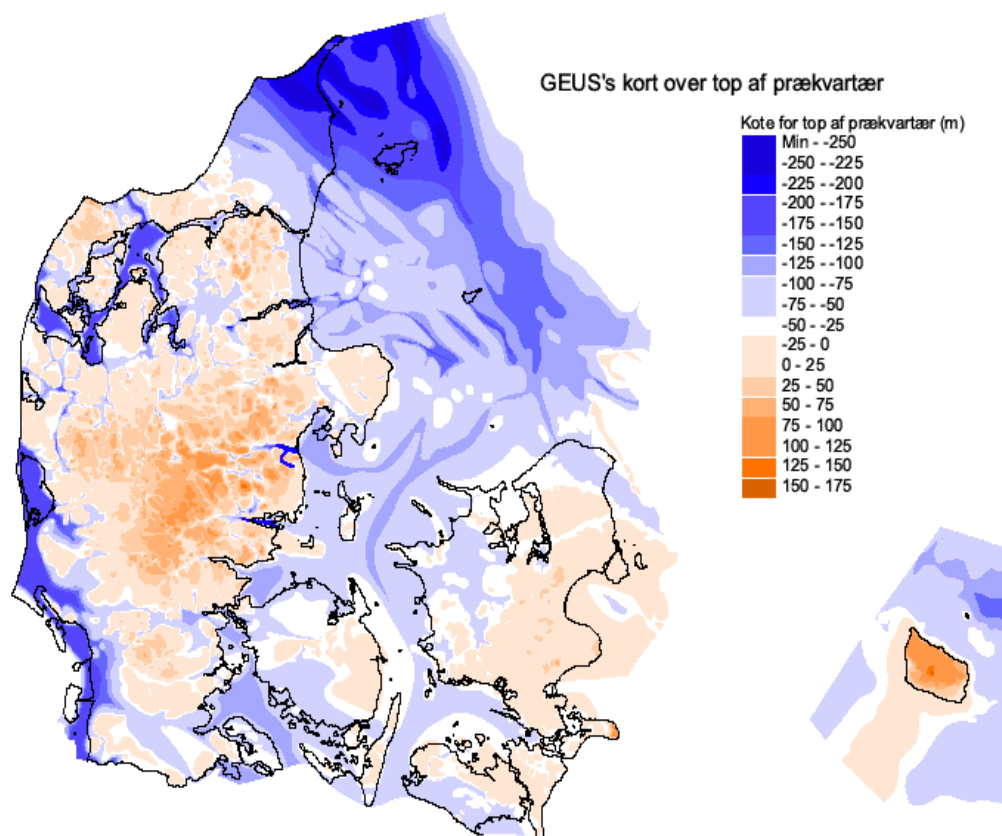 GEUS's kort over top af prækvartær
Kote for top af prækvartær (m)
Min - -250
-250 --225
-225 --200
-200 --175
-175 --150
-150 --125
-125 --100
-100 --75
-75 --50
-50 --25
-25 - 0
0 - 25
25 - 50
50 - 75
75 - 100
100 - 125
125 - 150
150 - 175